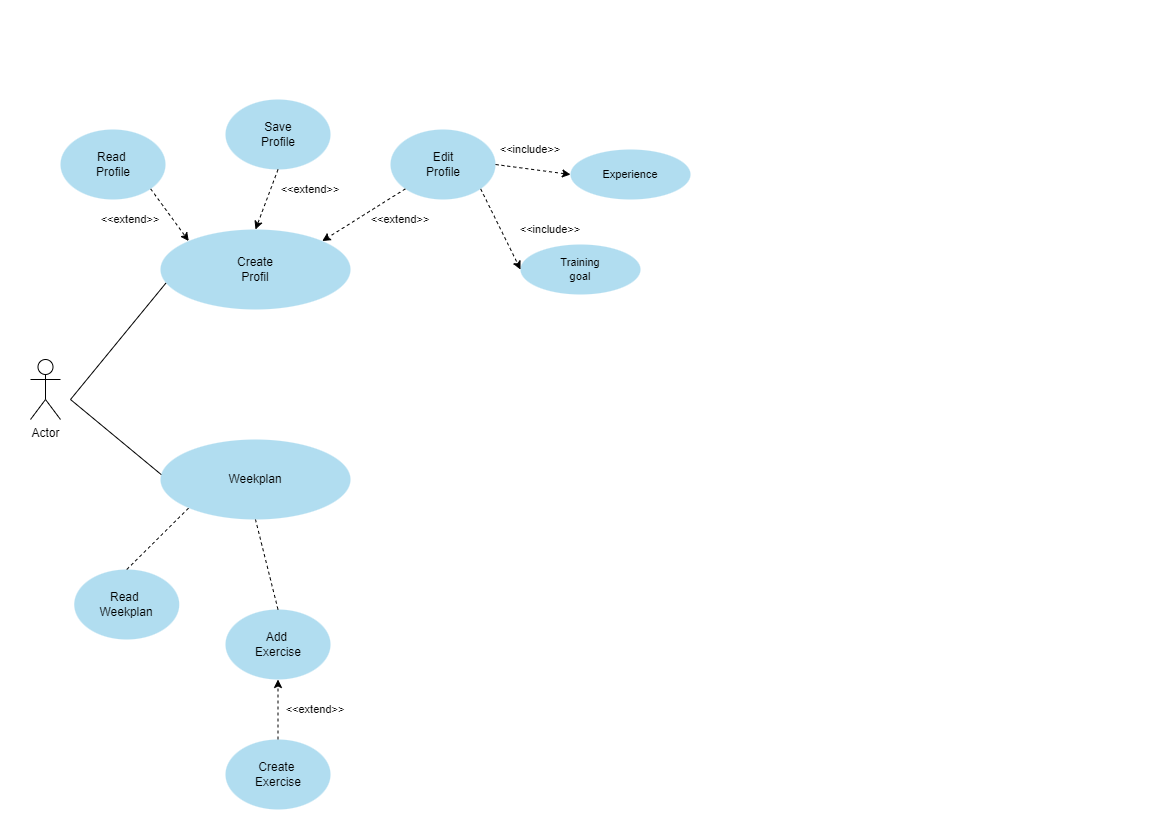 Save
Profile
Read
Profile
Edit
Profile
<<include>>
Experience
<<extend>>
<<extend>>
<<extend>>
<<include>>
Create
Profil
Training
goal
Actor
Weekplan
Read
Weekplan
Add
Exercise
<<extend>>
Create
Exercise